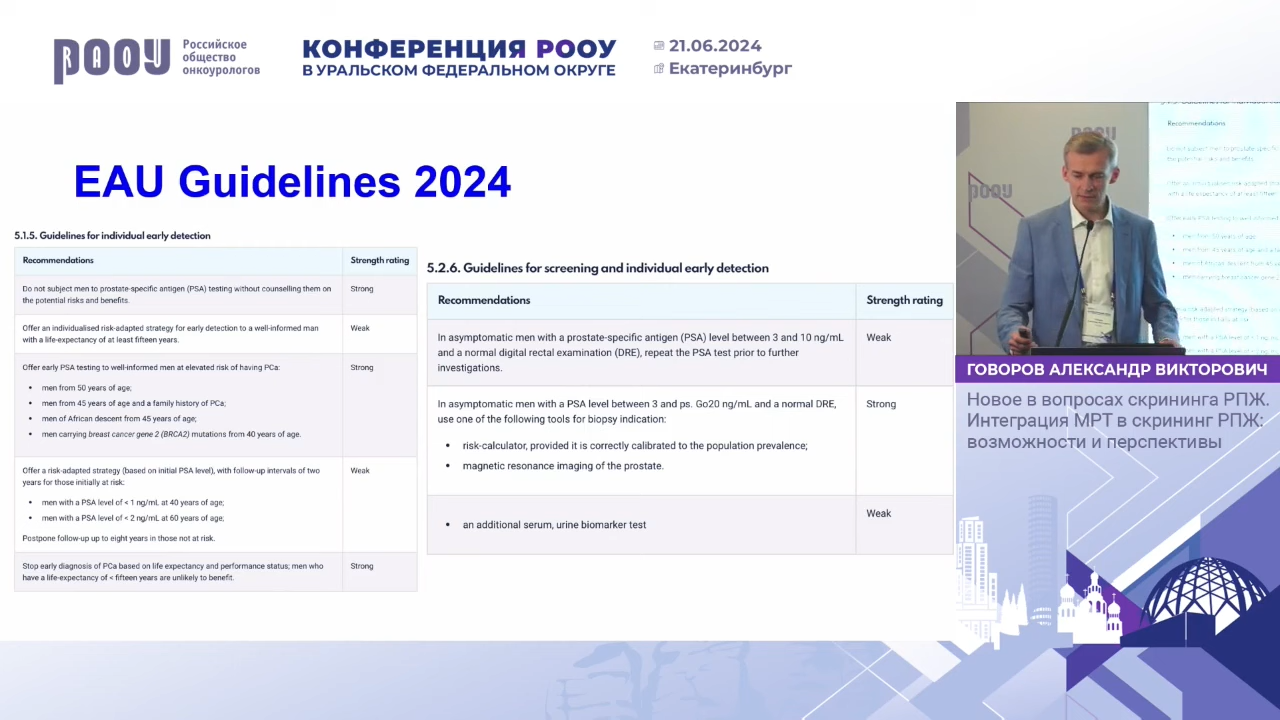 РООУ
Российское
общество
онкоурологов
КОНФЕРЕНЦИЯ РООУ
В УРАЛЬСКОМ ФЕДЕРАЛЬНОМ ОКРУГЕ
21.06.2024
Екатеринбург
EAU Guidelines 2024
5.1.5. Guidelines for individual early detection
Recommendations
Strength rating
Do not subject men to prostate-specific antigen (PSA) testing without counselling them on
the potential risks and benefits.
Strong
Offer an individualised risk-adapted strategy for early detection to a well-informed man
with a life-expectancy of at least fifteen years.
Weak
Offer early PSA testing to well-informed men at elevated risk of having PCa:
Strong
• men from 50 years of age;
• men from 45 years of age and a family history of PCa;
• men of African descent from 45 years of age;
• men carrying breast cancer gene 2 (BRCA2) mutations from 40 years of age.
Offer a risk-adapted strategy (based on initial PSA level), with follow-up intervals of two
years for those initially at risk:
Weak
• men with a PSA level of < 1 ng/mL at 40 years of age;
• men with a PSA level of < 2 ng/mL at 60 years of age;
Postpone follow-up up to eight years in those not at risk.
Stop early diagnosis of PCa based on life expectancy and performance status; men who
have a life-expectancy of < fifteen years are unlikely to benefit.
Strong
5.2.6. Guidelines for screening and individual early detection
Recommendations
Strength rating
In asymptomatic men with a prostate-specific antigen (PSA) level between 3 and 10 ng/mL
and a normal digital rectal examination (DRE), repeat the PSA test prior to further
investigations.
Weak
In asymptomatic men with a PSA level between 3 and ps. Go20 ng/mL and a normal DRE,
use one of the following tools for biopsy indication:
Strong
• risk-calculator, provided it is correctly calibrated to the population prevalence;
• magnetic resonance imaging of the prostate.
• an additional serum, urine biomarker test
Weak
РООУ
РООУ
Recommendations
ГОВОРОВ АЛЕКСАНДР ВИКТОРОВИЧ
Новое в вопросах скрининга РПЖ.
Интеграция МРТ в скрининг РПЖ:
возможности и перспективы